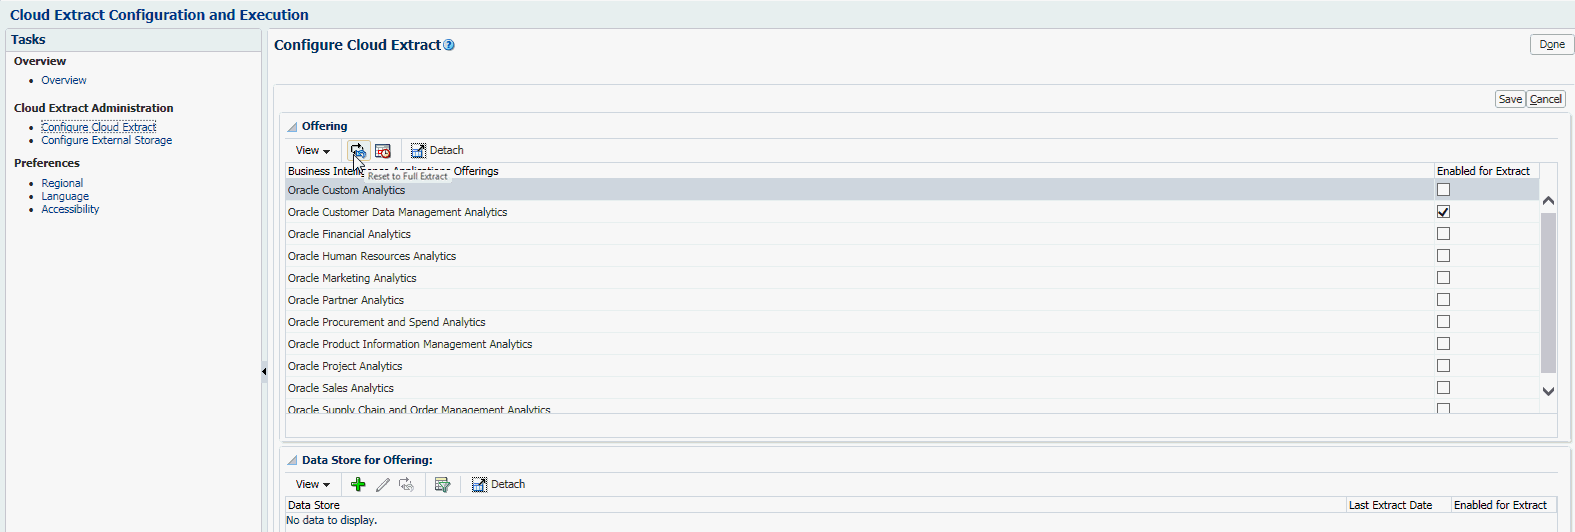 Cloud Extract Configuration and Execution
Tasks
Overview
Overview
Cloud Extract Administration
Configure Cloud Extract
Configure External Storage
Preferences
Regional
Language
Accessibility
Configure Cloud Extract
Done
Save Cancel
Offering
View Detach
Business Intelligence Applications Offerings Enabled for Extract
Reset to Full Extract
Oracle Custom Analytics
Oracle Customer Data Management Analytics
Oracle Financial Analytics
Oracle Human Resources Analytics
Oracle Marketing Analytics
Oracle Partner Analytics
Oracle Procurement and Spend Analytics
Oracle Product Information Management Analytics
Oracle Project Analytics
Oracle Sales Analytics
Oracle Supply Chain and Order Management Analytics
Data Store for Offering:
View Detach
Data Store Last Extract Date Enabled for Extract
No data to display.